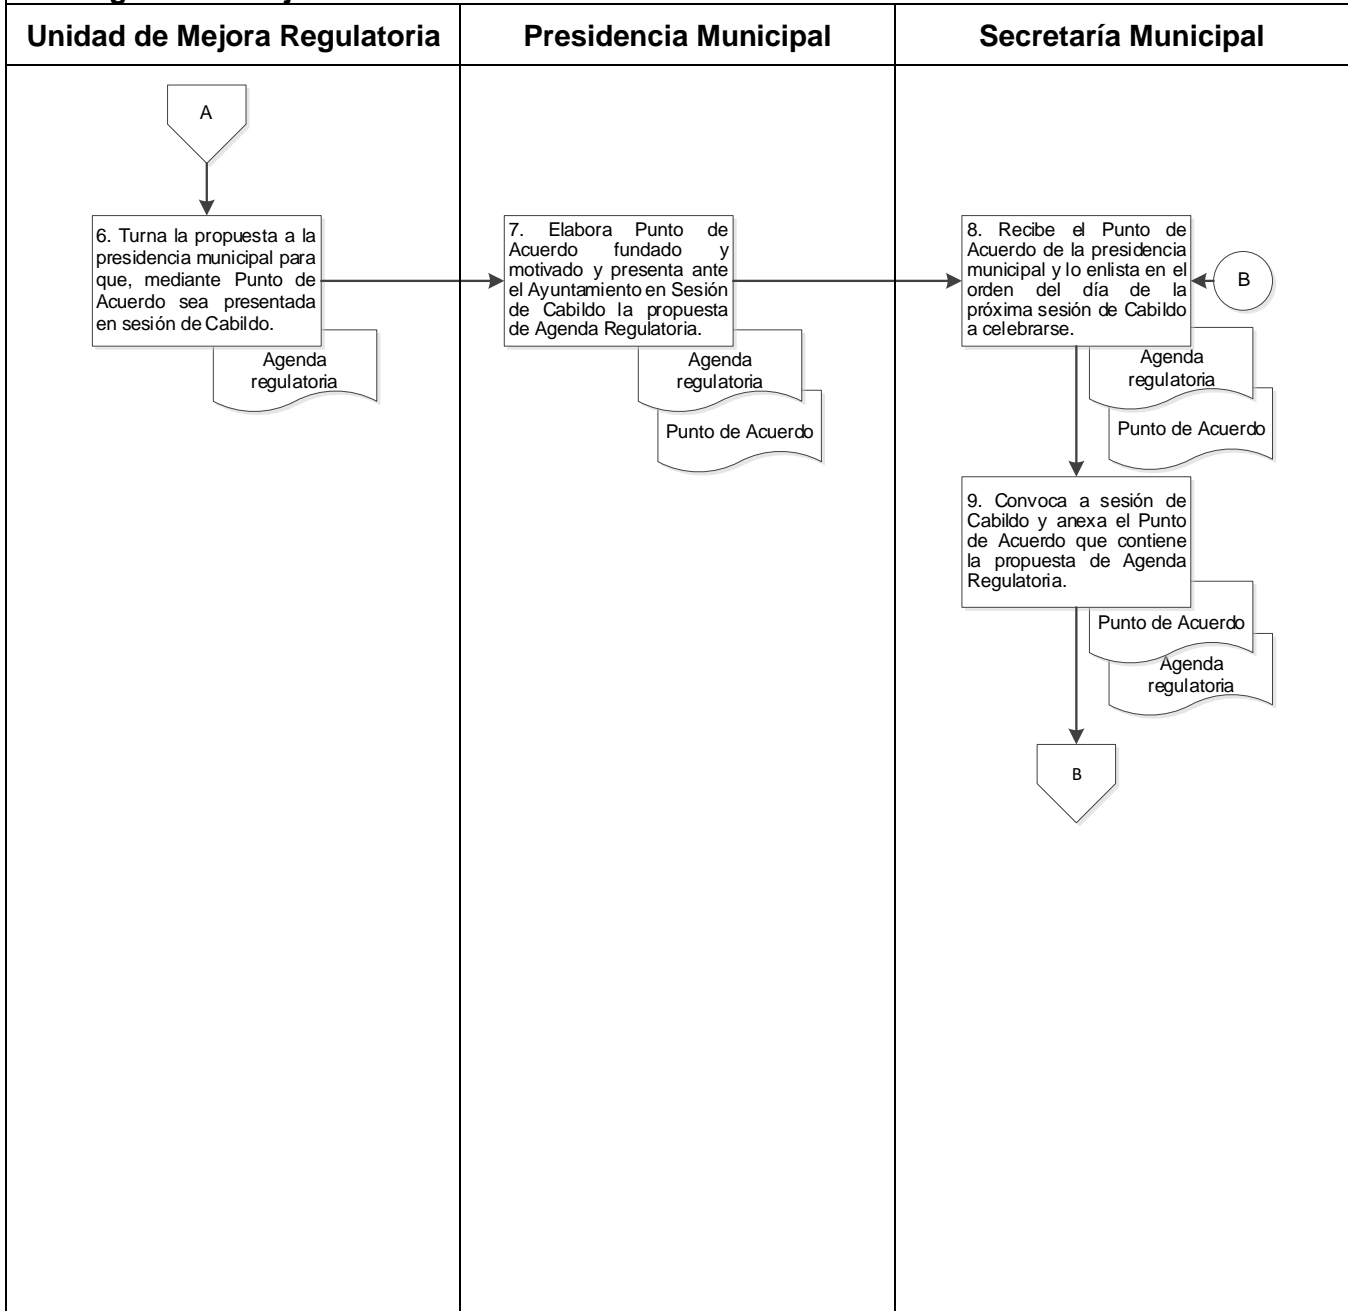 Unidad de Mejora Regulatoria
Presidencia Municipal
Secretaría Municipal
A
6. Turna la propuesta a la
presidencia municipal para
que, mediante Punto de
Acuerdo sea presentada
en sesión de Cabildo.
Agenda
regulatoria
7. Elabora Punto de
Acuerdo fundado y
motivado y presenta ante
el Ayuntamiento en Sesión
de Cabildo la propuesta
de Agenda Regulatoria.
Agenda
regulatoria
Punto de Acuerdo
8. Recibe el Punto de
Acuerdo de la presidencia
municipal y lo enlista en el
orden del día de la
próxima sesión de Cabildo
a celebrarse.
B
Agenda
regulatoria
Punto de Acuerdo
9. Convoca a sesión de
Cabildo y anexa el Punto
de Acuerdo que contiene
la propuesta de Agenda
Regulatoria.
Punto de Acuerdo
Agenda
regulatoria
B